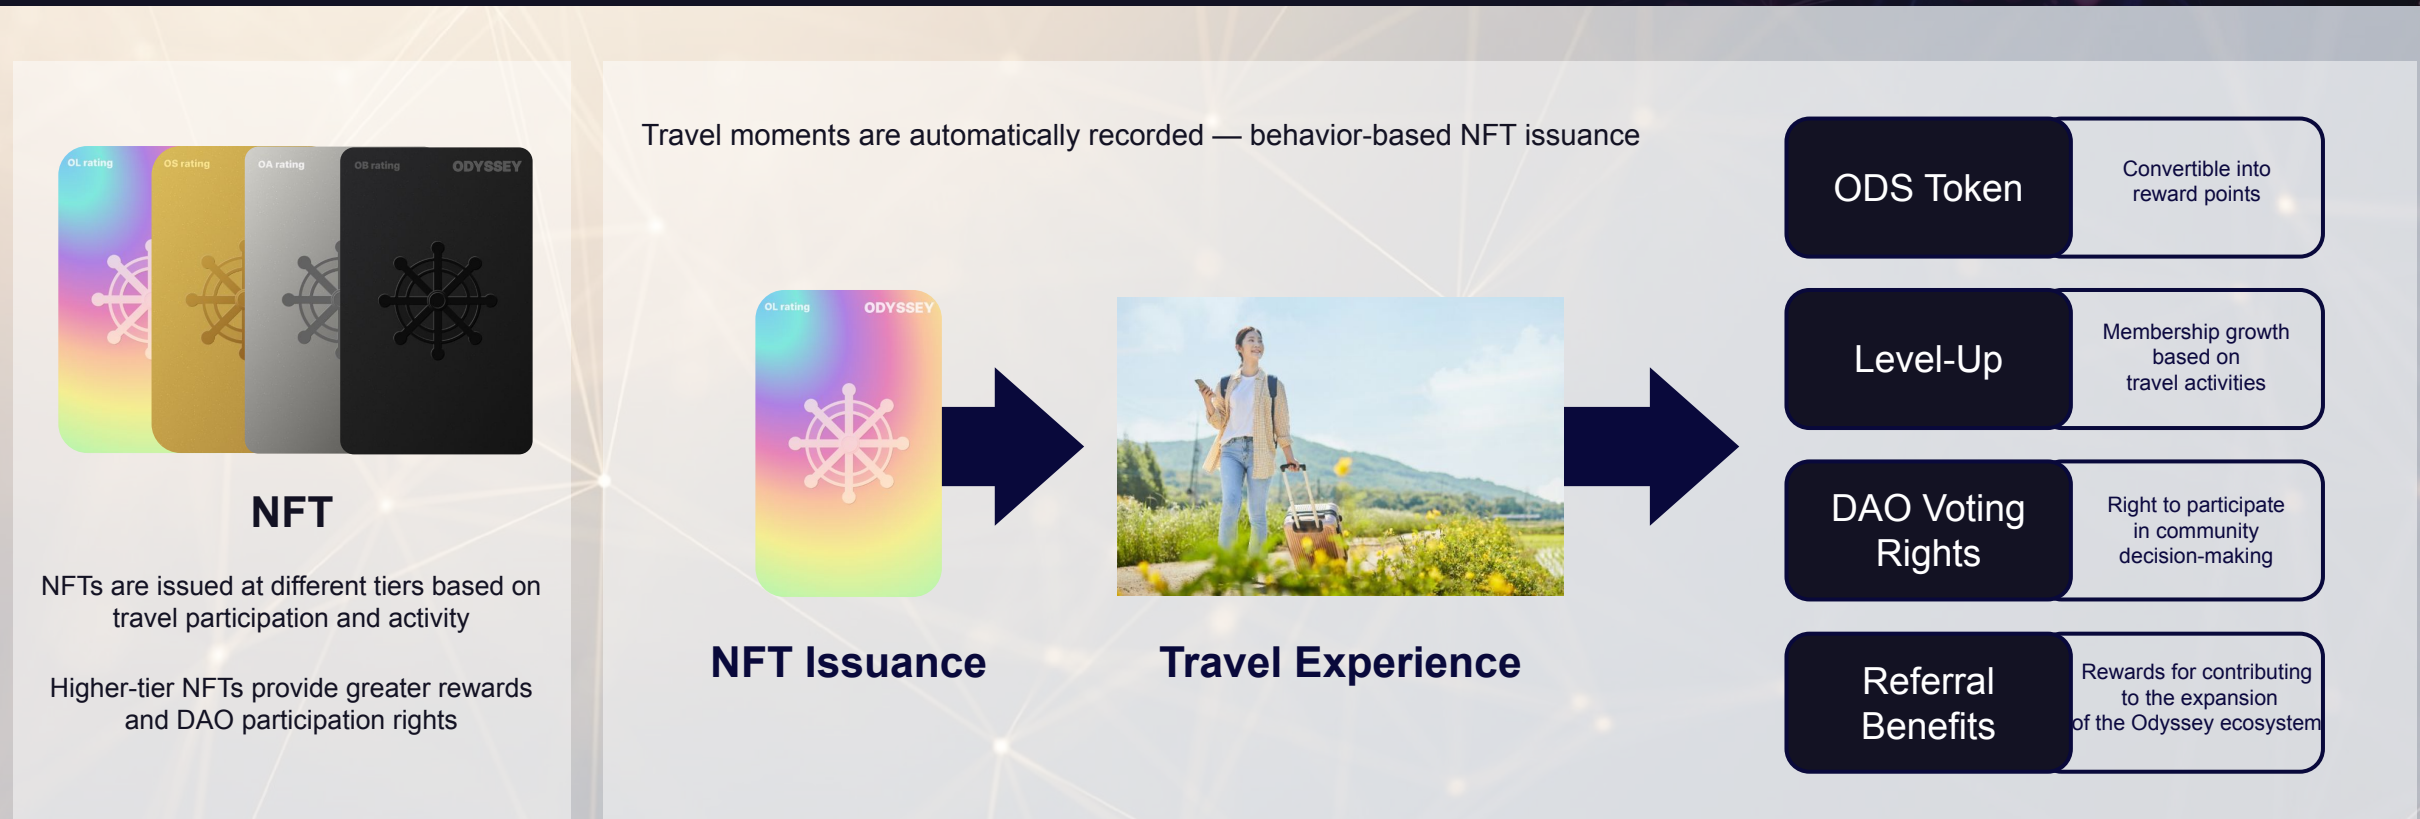 OL rating
OS rating
OA rating
OB rating
ODYSSEY
NFT
NFTs are issued at different tiers based on
travel participation and activity
Higher-tier NFTs provide greater rewards
and DAO participation rights
Travel moments are automatically recorded — behavior-based NFT issuance
OL rating
ODYSSEY
NFT Issuance
Travel Experience
ODS Token
Convertible into
reward points
Level-Up
Membership growth
based on
travel activities
DAO Voting
Rights
Right to participate
in community
decision-making
Referral
Benefits
Rewards for contributing
to the expansion
of the Odyssey ecosystem